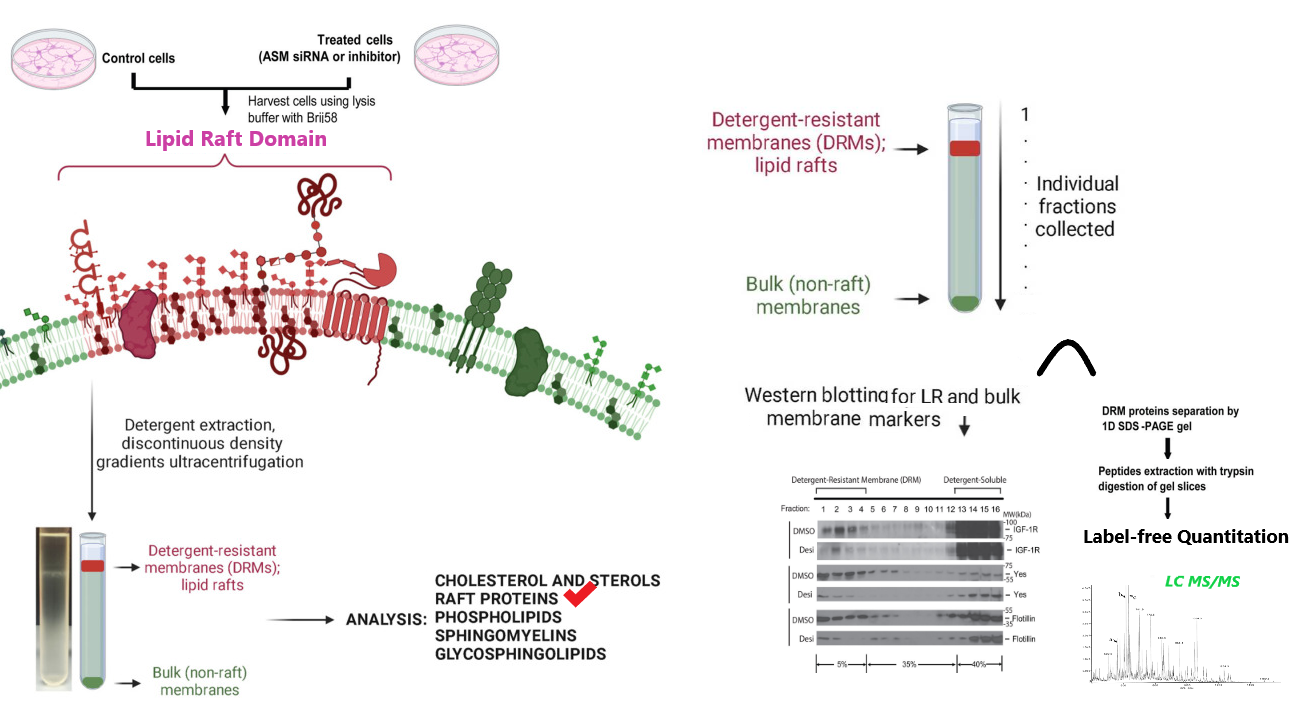 Control cells
Treated cells
(ASM siRNA or inhibitor)
Harvest cells using lysis
buffer with Brij58
Lipid Raft Domain
Detergent extraction,
discontinuous density
gradients ultracentrifugation
Detergent-resistant
membranes (DRMs);
lipid rafts
Bulk (non-raft)
membranes
ANALYSIS:
CHOLESTEROL AND STEROLS
RAFT PROTEINS
PHOSPHOLIPIDS
SPHINGOMYELINS
GLYCOSPHINGOLIPIDS
Detergent-resistant
membranes (DRMs);
lipid rafts
Bulk (non-raft)
membranes
1
Individual
fractions
collected
Western blotting for LR and bulk
membrane markers
Detergent-Resistant Membrane (DRM) Detergent-Soluble
Fraction: 1 2 3 4 5 6 7 8 9 10 11 12 13 14 15 16
MW(kDa)
DMSO
-100
- IGF-1R
-75
Desi
- IGF-1R
DMSO
-75
- Yes
-55
Desi
- Yes
DMSO
-55
- Flotillin
-35
Desi
- Flotillin
5% 35% 40%
DRM proteins separation by
1D SDS -PAGE gel
Peptides extraction with trypsin
digestion of gel slices
Label-free Quantitation
LC MS/MS